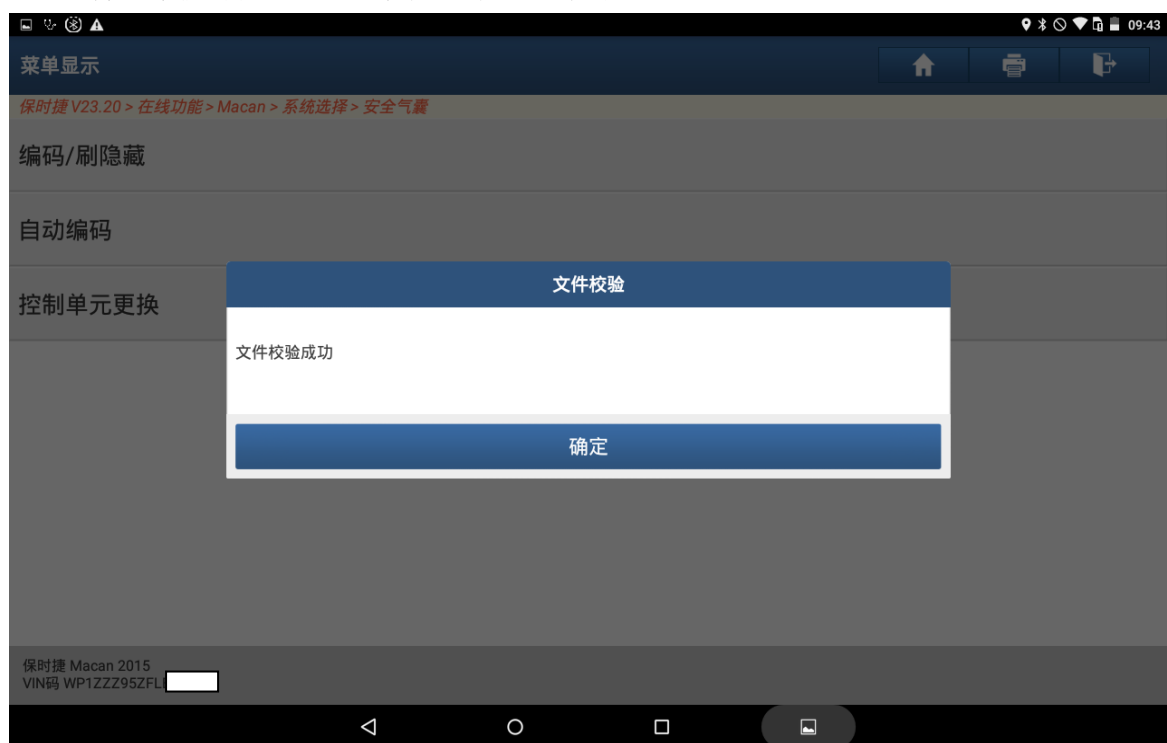 09:43
菜单显示
保时捷 V23.20 > 在线功能 > Macan > 系统选择 > 安全气囊
编码/刷隐藏
自动编码
控制单元更换
文件校验
文件校验成功
确定
保时捷 Macan 2015
VIN码 WP1ZZZ95ZFL